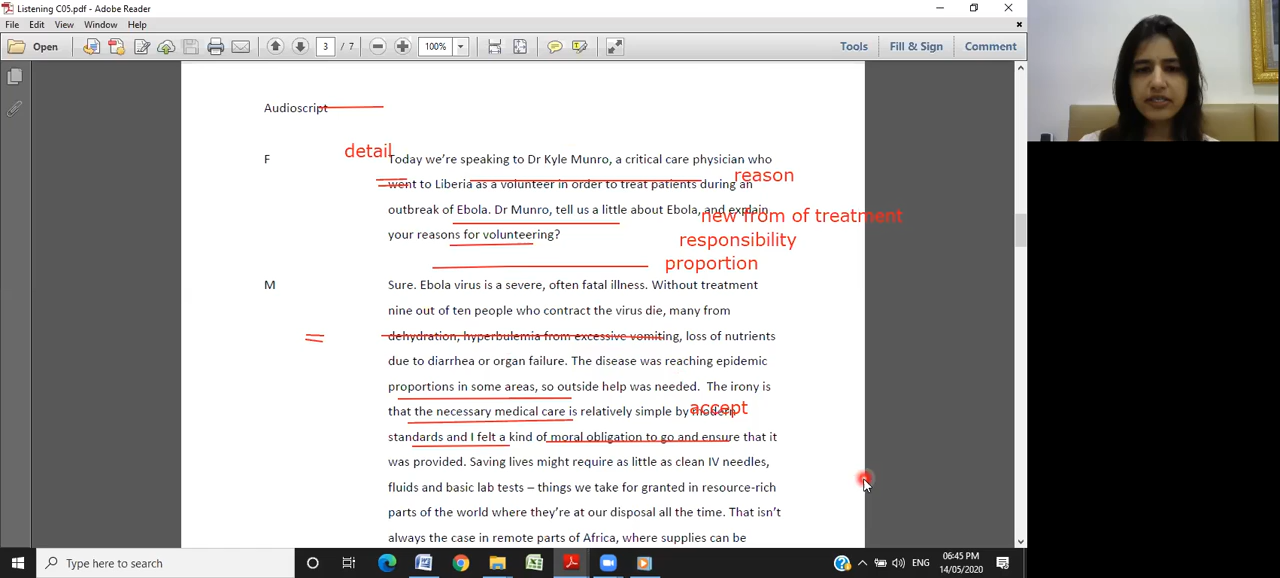 Listening C05.pdf - Adobe Reader
File Edit View Window Help
Open 3 / 7 100% Tools Fill & Sign Comment
Audioscript
detail
F Today we're speaking to Dr Kyle Munro, a critical care physician who
reason
went to Liberia as a volunteer in order to treat patients during an
outbreak of Ebola. Dr Munro, tell us a little about Ebola, and explain
new from of treatment
your reasons for volunteering?
responsibility
proportion
M Sure. Ebola virus is a severe, often fatal illness. Without treatment
nine out of ten people who contract the virus die, many from
dehydration, hyperbulemia from excessive vomiting, loss of nutrients
due to diarrhea or organ failure. The disease was reaching epidemic
proportions in some areas, so outside help was needed. The irony is
that the necessary medical care is relatively simple by modern
accept
standards and I felt a kind of moral obligation to go and ensure that it
was provided. Saving lives might require as little as clean IV needles,
fluids and basic lab tests – things we take for granted in resource-rich
parts of the world where they're at our disposal all the time. That isn't
always the case in remote parts of Africa, where supplies can be
Type here to search
ENG
06:45 PM
14/05/2020